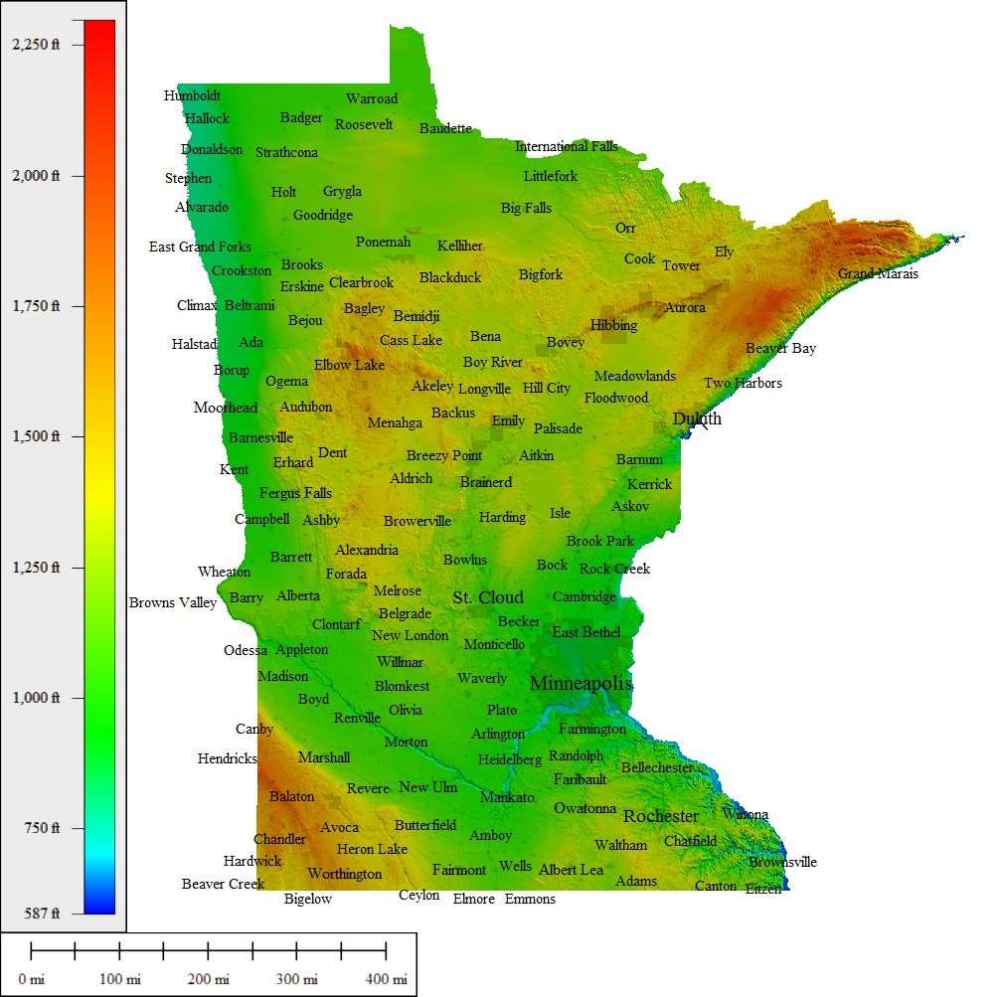 2,250 ft
2,000 ft
1,750 ft
1,500 ft
1,250 ft
1,000 ft
750 ft
587 ft
Humboldt
Warroad
Hallock
Badger
Roosevelt
Baudette
Donaldson
Strathcona
International Falls
Stephen
Littlefork
Holt
Grygla
Alvarado
Goodridge
Big Falls
Orr
East Grand Forks
Ponemah
Kelliher
Ely
Cook
Tower
Crookston
Brooks
Erskine
Clearbrook
Blackduck
Bigfork
Grand Marais
Climax
Beltrami
Bagley
Bemidji
Aurora
Bejou
Hibbing
Halstad
Ada
Cass Lake
Bena
Bovey
Beaver Bay
Borup
Elbow Lake
Boy River
Ogema
Akeley
Longville
Hill City
Meadowlands
Two Harbors
Floodwood
Moorhead
Audubon
Menahga
Backus
Emily
Palisade
Duluth
Barnesville
Kent
Erhard
Dent
Breezy Point
Aitkin
Barnum
Aldrich
Brainerd
Kerrick
Fergus Falls
Askov
Campbell
Ashby
Browerville
Harding
Isle
Brook Park
Barrett
Alexandria
Bowlus
Bock
Rock Creek
Wheaton
Forada
Browns Valley
Barry
Alberta
Melrose
St. Cloud
Cambridge
Belgrade
Clontarf
New London
Becker
East Bethel
Odessa
Appleton
Willmar
Monticello
Madison
Blomkest
Waverly
Minneapolis
Boyd
Renville
Olivia
Plato
Canby
Morton
Arlington
Farmington
Hendricks
Marshall
Heidelberg
Randolph
Bellechester
Faribault
Balaton
Revere
New Ulm
Mankato
Owatonna
Rochester
Winona
Avoca
Butterfield
Amboy
Chandler
Heron Lake
Waltham
Chatfield
Hardwick
Worthington
Fairmont
Wells
Albert Lea
Brownsville
Beaver Creek
Adams
Canton
Eitzen
Bigelow
Ceylon
Elmore
Emmons
0 mi
100 mi
200 mi
300 mi
400 mi